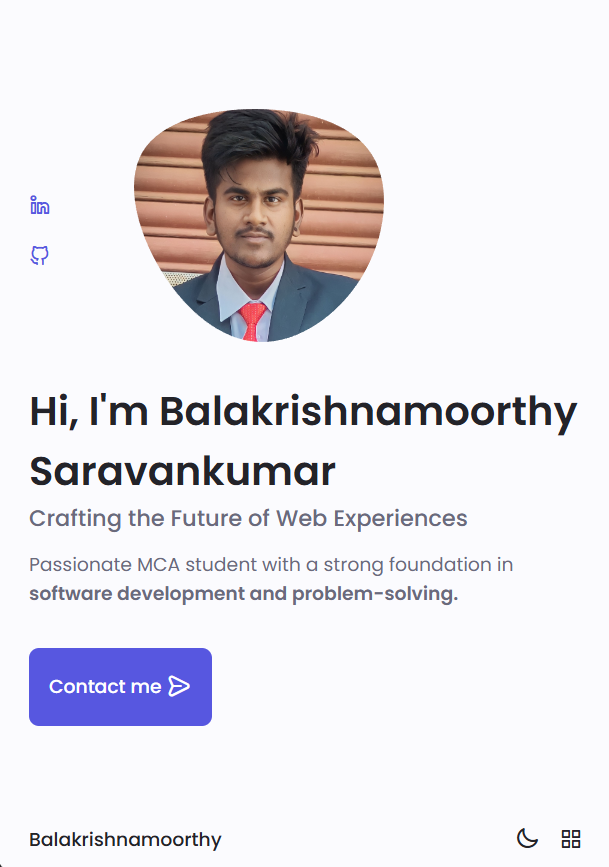 in
Hi, I'm Balakrishnamoorthy
Saravankumar
Crafting the Future of Web Experiences
Passionate MCA student with a strong foundation in
software development and problem-solving.
Contact me
Balakrishnamoorthy